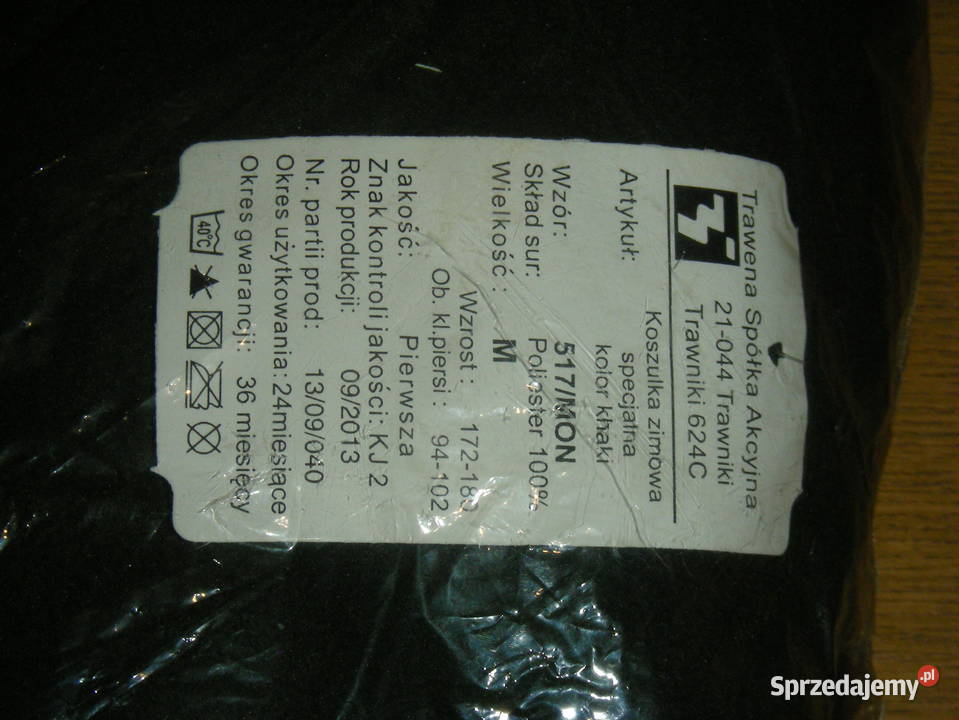 Trawena Spółka Akcyjna
21-044 Trawniki
Trawniki 624C
Artykuł: Koszulka zimowa
specjalna
kolor khaki
Wzór: 517/MON
Skład sur: Poliester 100%
Wielkość : M
Wzrost : 172-180
Ob. kl.piersi : 94-102
Jakość: Pierwsza
Znak kontroli jakości: KJ 2
Rok produkcji: 09/2013
Nr. partii prod: 13/09/040
Okres użytkowania: 24miesiące
Okres gwarancji: 36 miesięcy
40°C
Sprzedajemy.pl